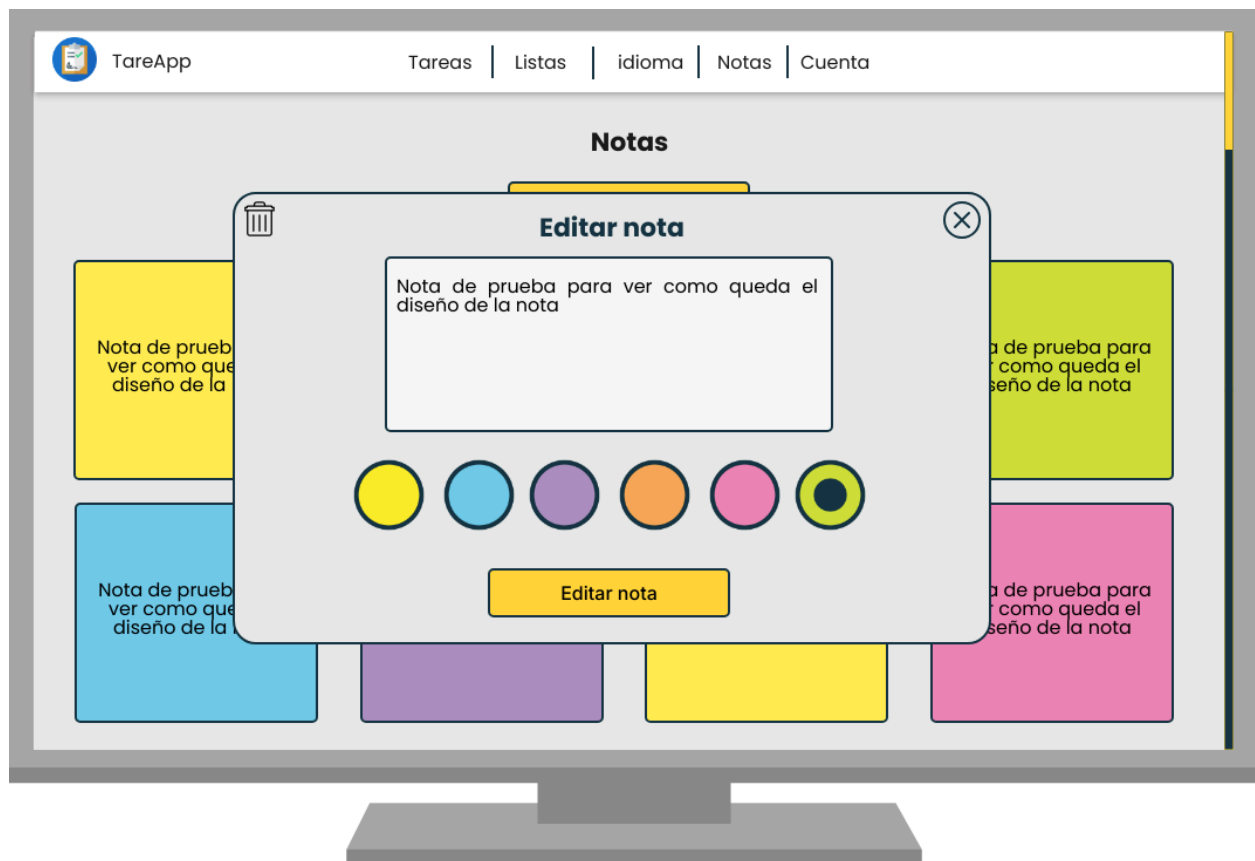 TareApp
Tareas
Listas
idioma
Notas
Cuenta
Notas
Editar nota
Nota de prueba para ver como queda el
diseño de la nota
Editar nota
Nota de prueb
ver como que
diseño de la
a de prueba para
como queda el
seño de la nota
Nota de prueb
ver como que
diseño de la
a de prueba para
como queda el
seño de la nota